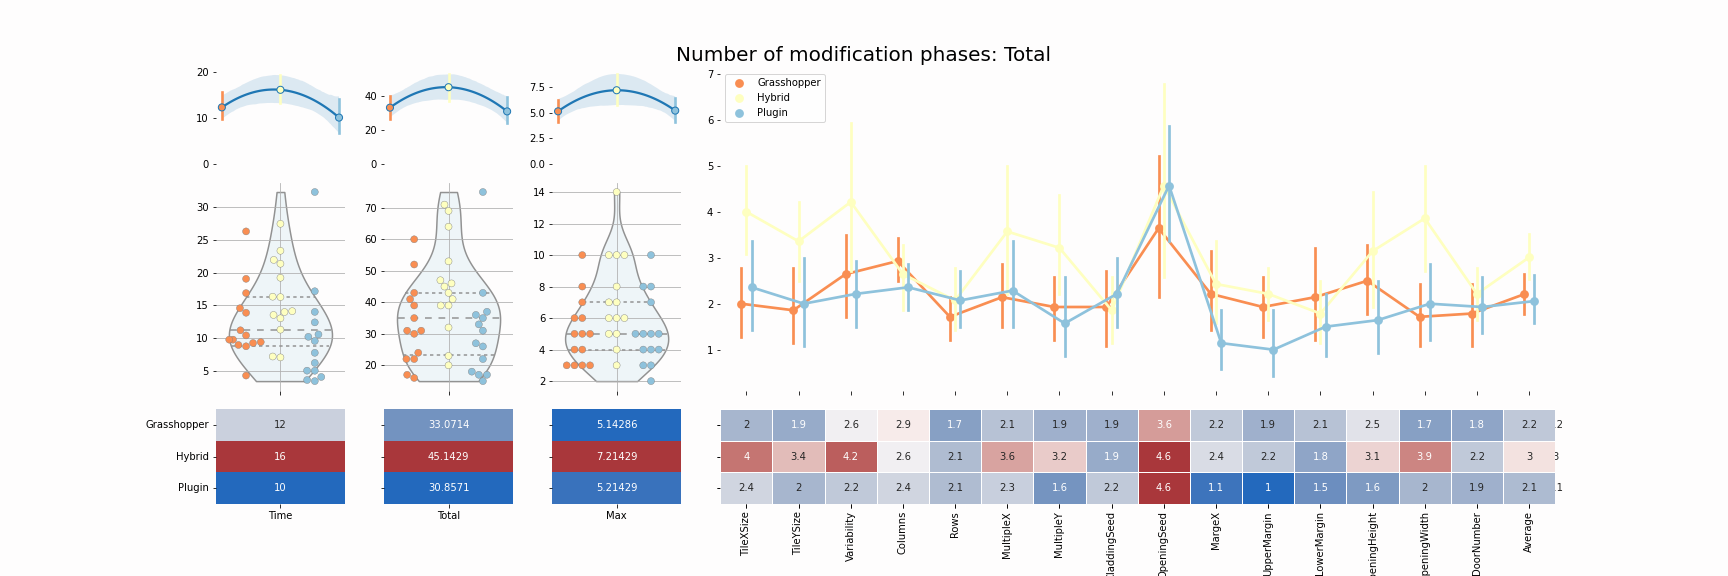 Number of modification phases: Total
20
10
0
40
20
0
7.5
5.0
2.5
0.0
7
6
5
4
3
2
1
Grasshopper
Hybrid
Plugin
30
25
20
15
10
5
70
60
50
40
30
20
14
12
10
8
6
4
2
Grasshopper 12 33.0714 5.14286 2 1.9 2.6 2.9 1.7 2.1 1.9 1.9 3.6 2.2 1.9 2.1 2.5 1.7 1.8 2.2 2
Hybrid 16 45.1429 7.21429 4 3.4 4.2 2.6 2.1 3.6 3.2 1.9 4.6 2.4 2.2 1.8 3.1 3.9 2.2 3 3
Plugin 10 30.8571 5.21429 2.4 2 2.2 2.4 2.1 2.3 1.6 2.2 4.6 1.1 1 1.5 1.6 2 1.9 2.1 1
Time
Total
Max
TileXSize
TileYSize
Variability
Columns
Rows
MultipleX
MultipleY
laddingSeed
OpeningSeed
MargeX
UpperMargin
LowerMargin
peningHeight
peningWidth
DoorNumber
Average